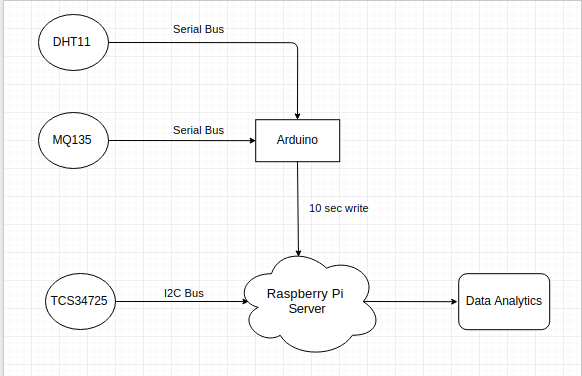 DHT11
Serial Bus
MQ135
Serial Bus
Arduino
10 sec write
TCS34725
I2C Bus
Raspberry Pi
Server
Data Analytics